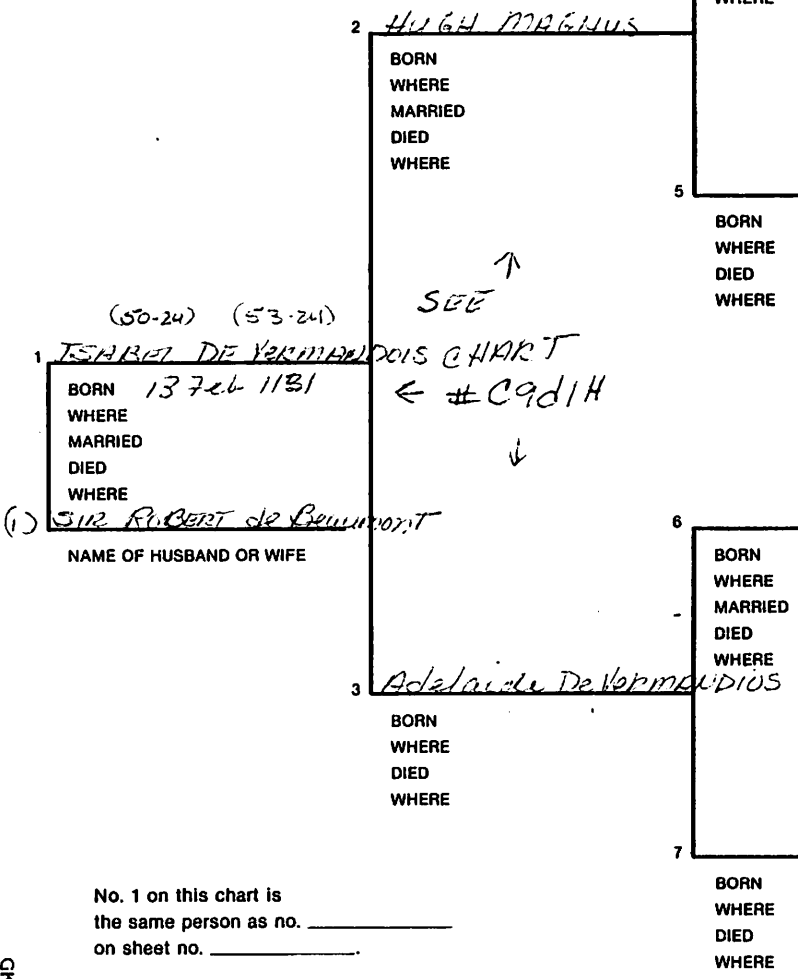 WHERE
2 HUGH MAGNUS
BORN
WHERE
MARRIED
DIED
WHERE
5
BORN
WHERE
DIED
WHERE
SEE
(50-24) (53-24)
1 ISABEL DE VERMANDOIS CHART
BORN 13 Feb 1131
← #C9d1H
WHERE
MARRIED
DIED
WHERE
(1) SIR ROBERT de Beaumont
NAME OF HUSBAND OR WIFE
6
BORN
WHERE
MARRIED
DIED
WHERE
3 Adelaide De VermANDIOS
BORN
WHERE
DIED
WHERE
7
BORN
WHERE
DIED
WHERE
No. 1 on this chart is
the same person as no.
on sheet no.